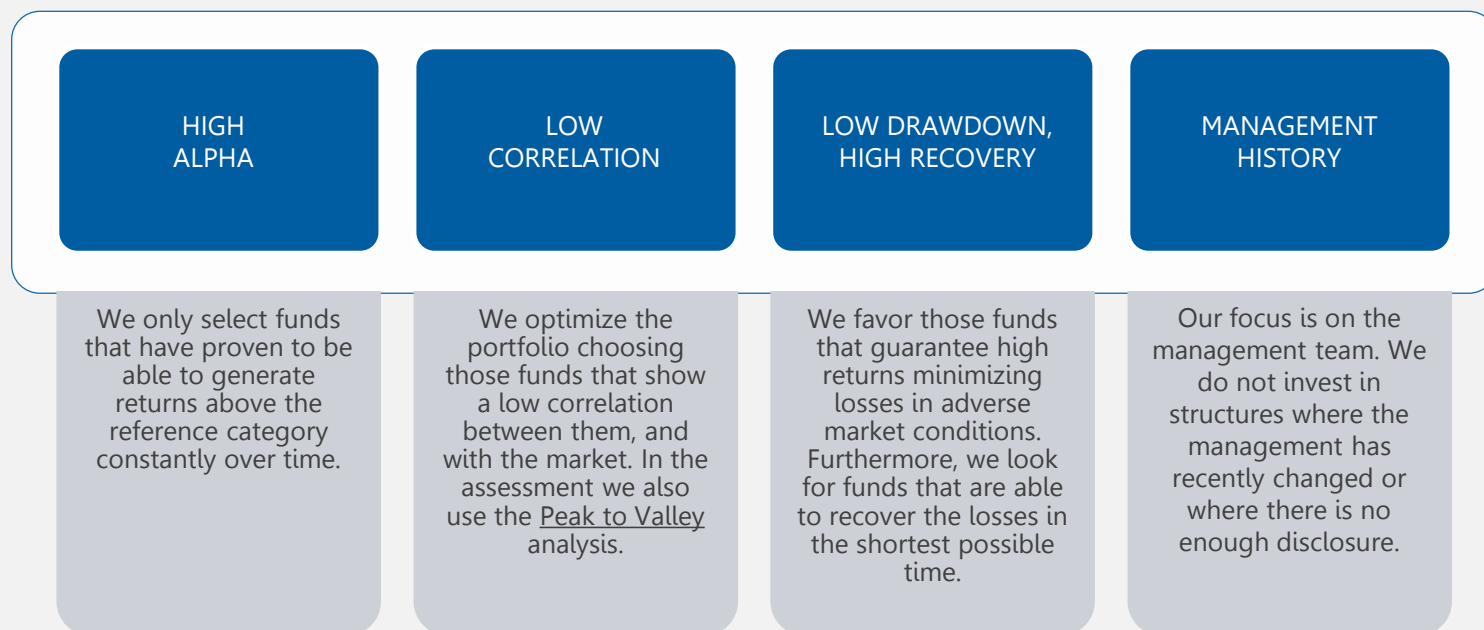 HIGH
ALPHA
We only select funds
that have proven to be
able to generate
returns above the
reference category
constantly over time.
LOW
CORRELATION
We optimize the
portfolio choosing
those funds that show
a low correlation
between them, and
with the market. In the
assessment we also
use the Peak to Valley
analysis.
LOW DRAWDOWN,
HIGH RECOVERY
We favor those funds
that guarantee high
returns minimizing
losses in adverse
market conditions.
Furthermore, we look
for funds that are able
to recover the losses in
the shortest possible
time.
MANAGEMENT
HISTORY
Our focus is on the
management team. We
do not invest in
structures where the
management has
recently changed or
where there is no
enough disclosure.